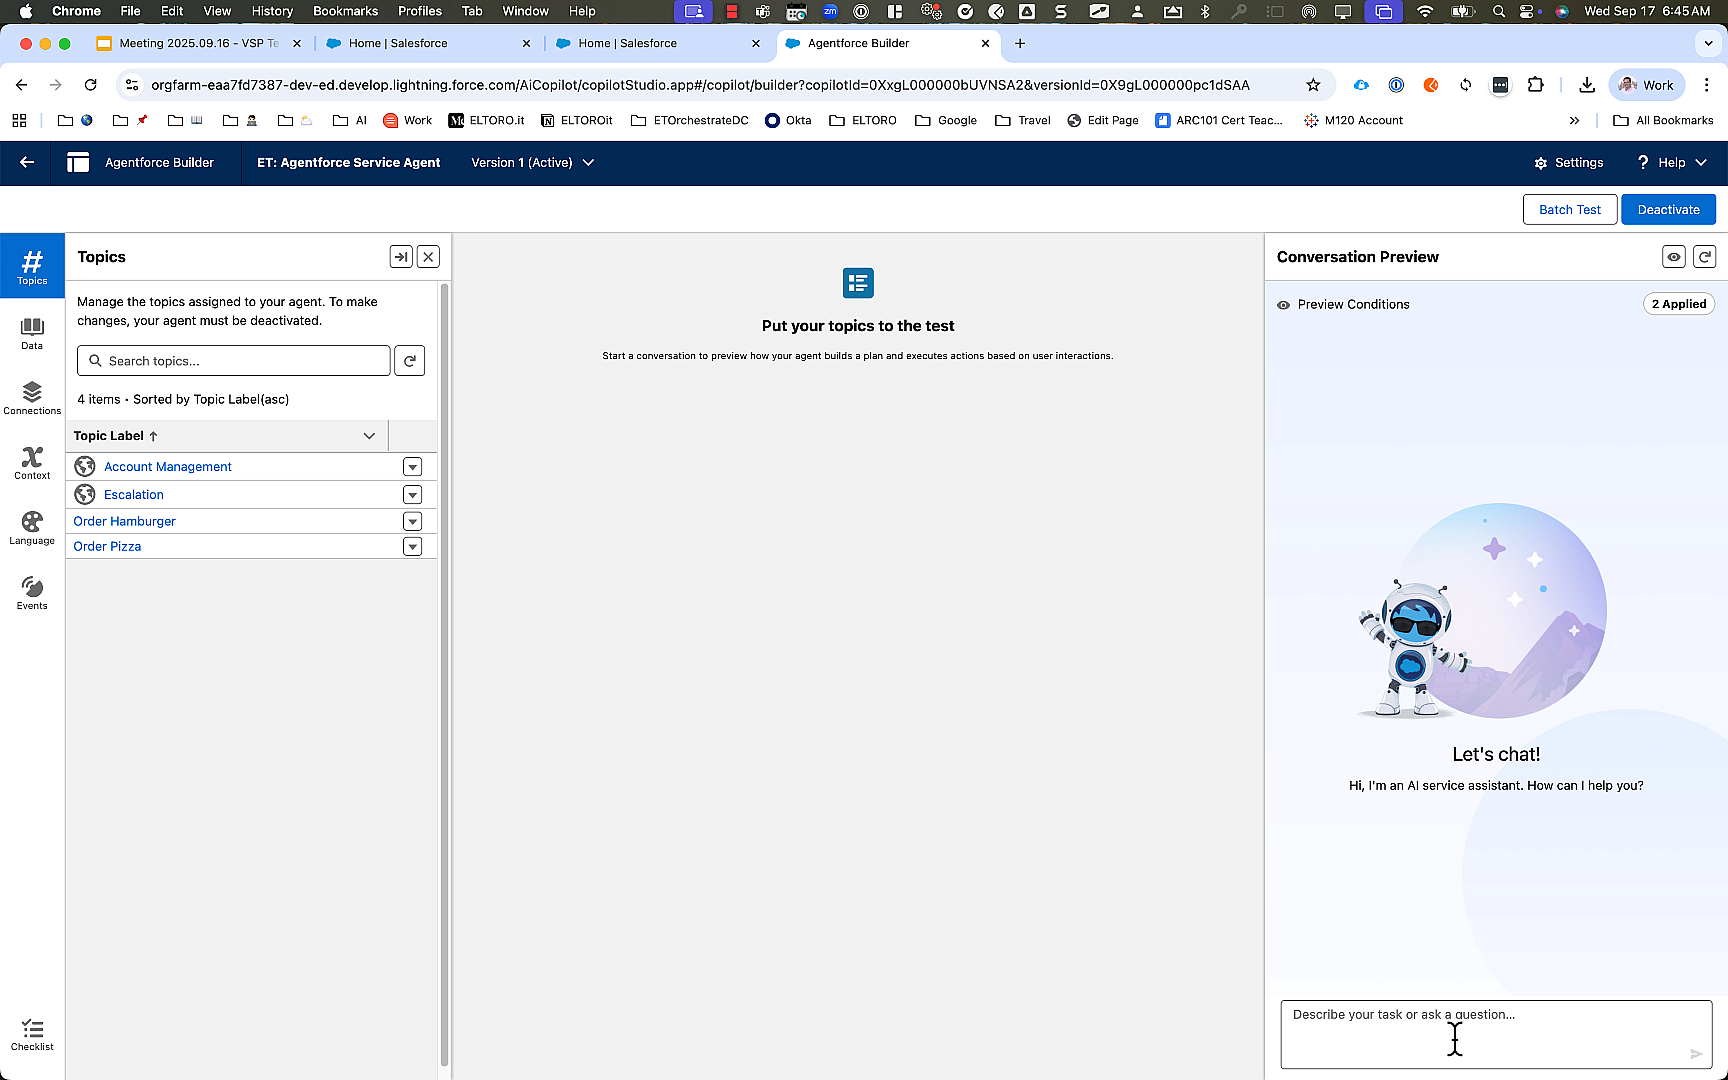 Chrome File Edit View History Bookmarks Profiles Tab Window Help
Wed Sep 17 6:45 AM
Meeting 2025.09.16 - VSP Te
Home | Salesforce
Home | Salesforce
Agentforce Builder
orgfarm-eaa7fd7387-dev-ed.develop.lightning.force.com/AiCopilot/copilotStudio.app#/copilot/builder?copilotId=0XxgL000000bUVNSA2&versionId=0X9gL000000pc1dSAA
Work
AI Work ELTORO.it ELTOROit ETOrchestrateDC Okta ELTORO Google Travel Edit Page ARC101 Cert Teac... M120 Account » All Bookmarks
Agentforce Builder ET: Agentforce Service Agent Version 1 (Active) Settings ? Help
Batch Test Deactivate
Topics
Data
Connections
Context
Language
Events
Checklist
Topics
Manage the topics assigned to your agent. To make
changes, your agent must be deactivated.
Search topics...
4 items • Sorted by Topic Label(asc)
Topic Label ↑
Account Management
Escalation
Order Hamburger
Order Pizza
Put your topics to the test
Start a conversation to preview how your agent builds a plan and executes actions based on user interactions.
Conversation Preview
Preview Conditions 2 Applied
Let's chat!
Hi, I'm an AI service assistant. How can I help you?
Describe your task or ask a question...